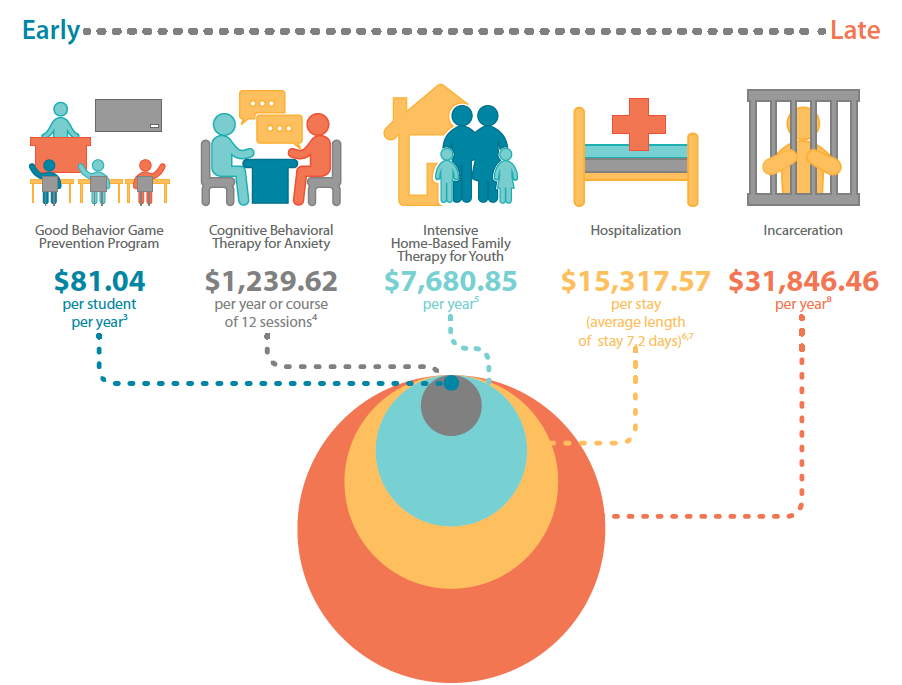 Early
Late
Good Behavior Game
Prevention Program
$81.04
per student
per year³
Cognitive Behavioral
Therapy for Anxiety
$1,239.62
per year or course
of 12 sessions⁴
Intensive
Home-Based Family
Therapy for Youth
$7,680.85
per year⁵
Hospitalization
$15,317.57
per stay
(average length
of stay 7.2 days)⁶,⁷
Incarceration
$31,846.46
per year⁸